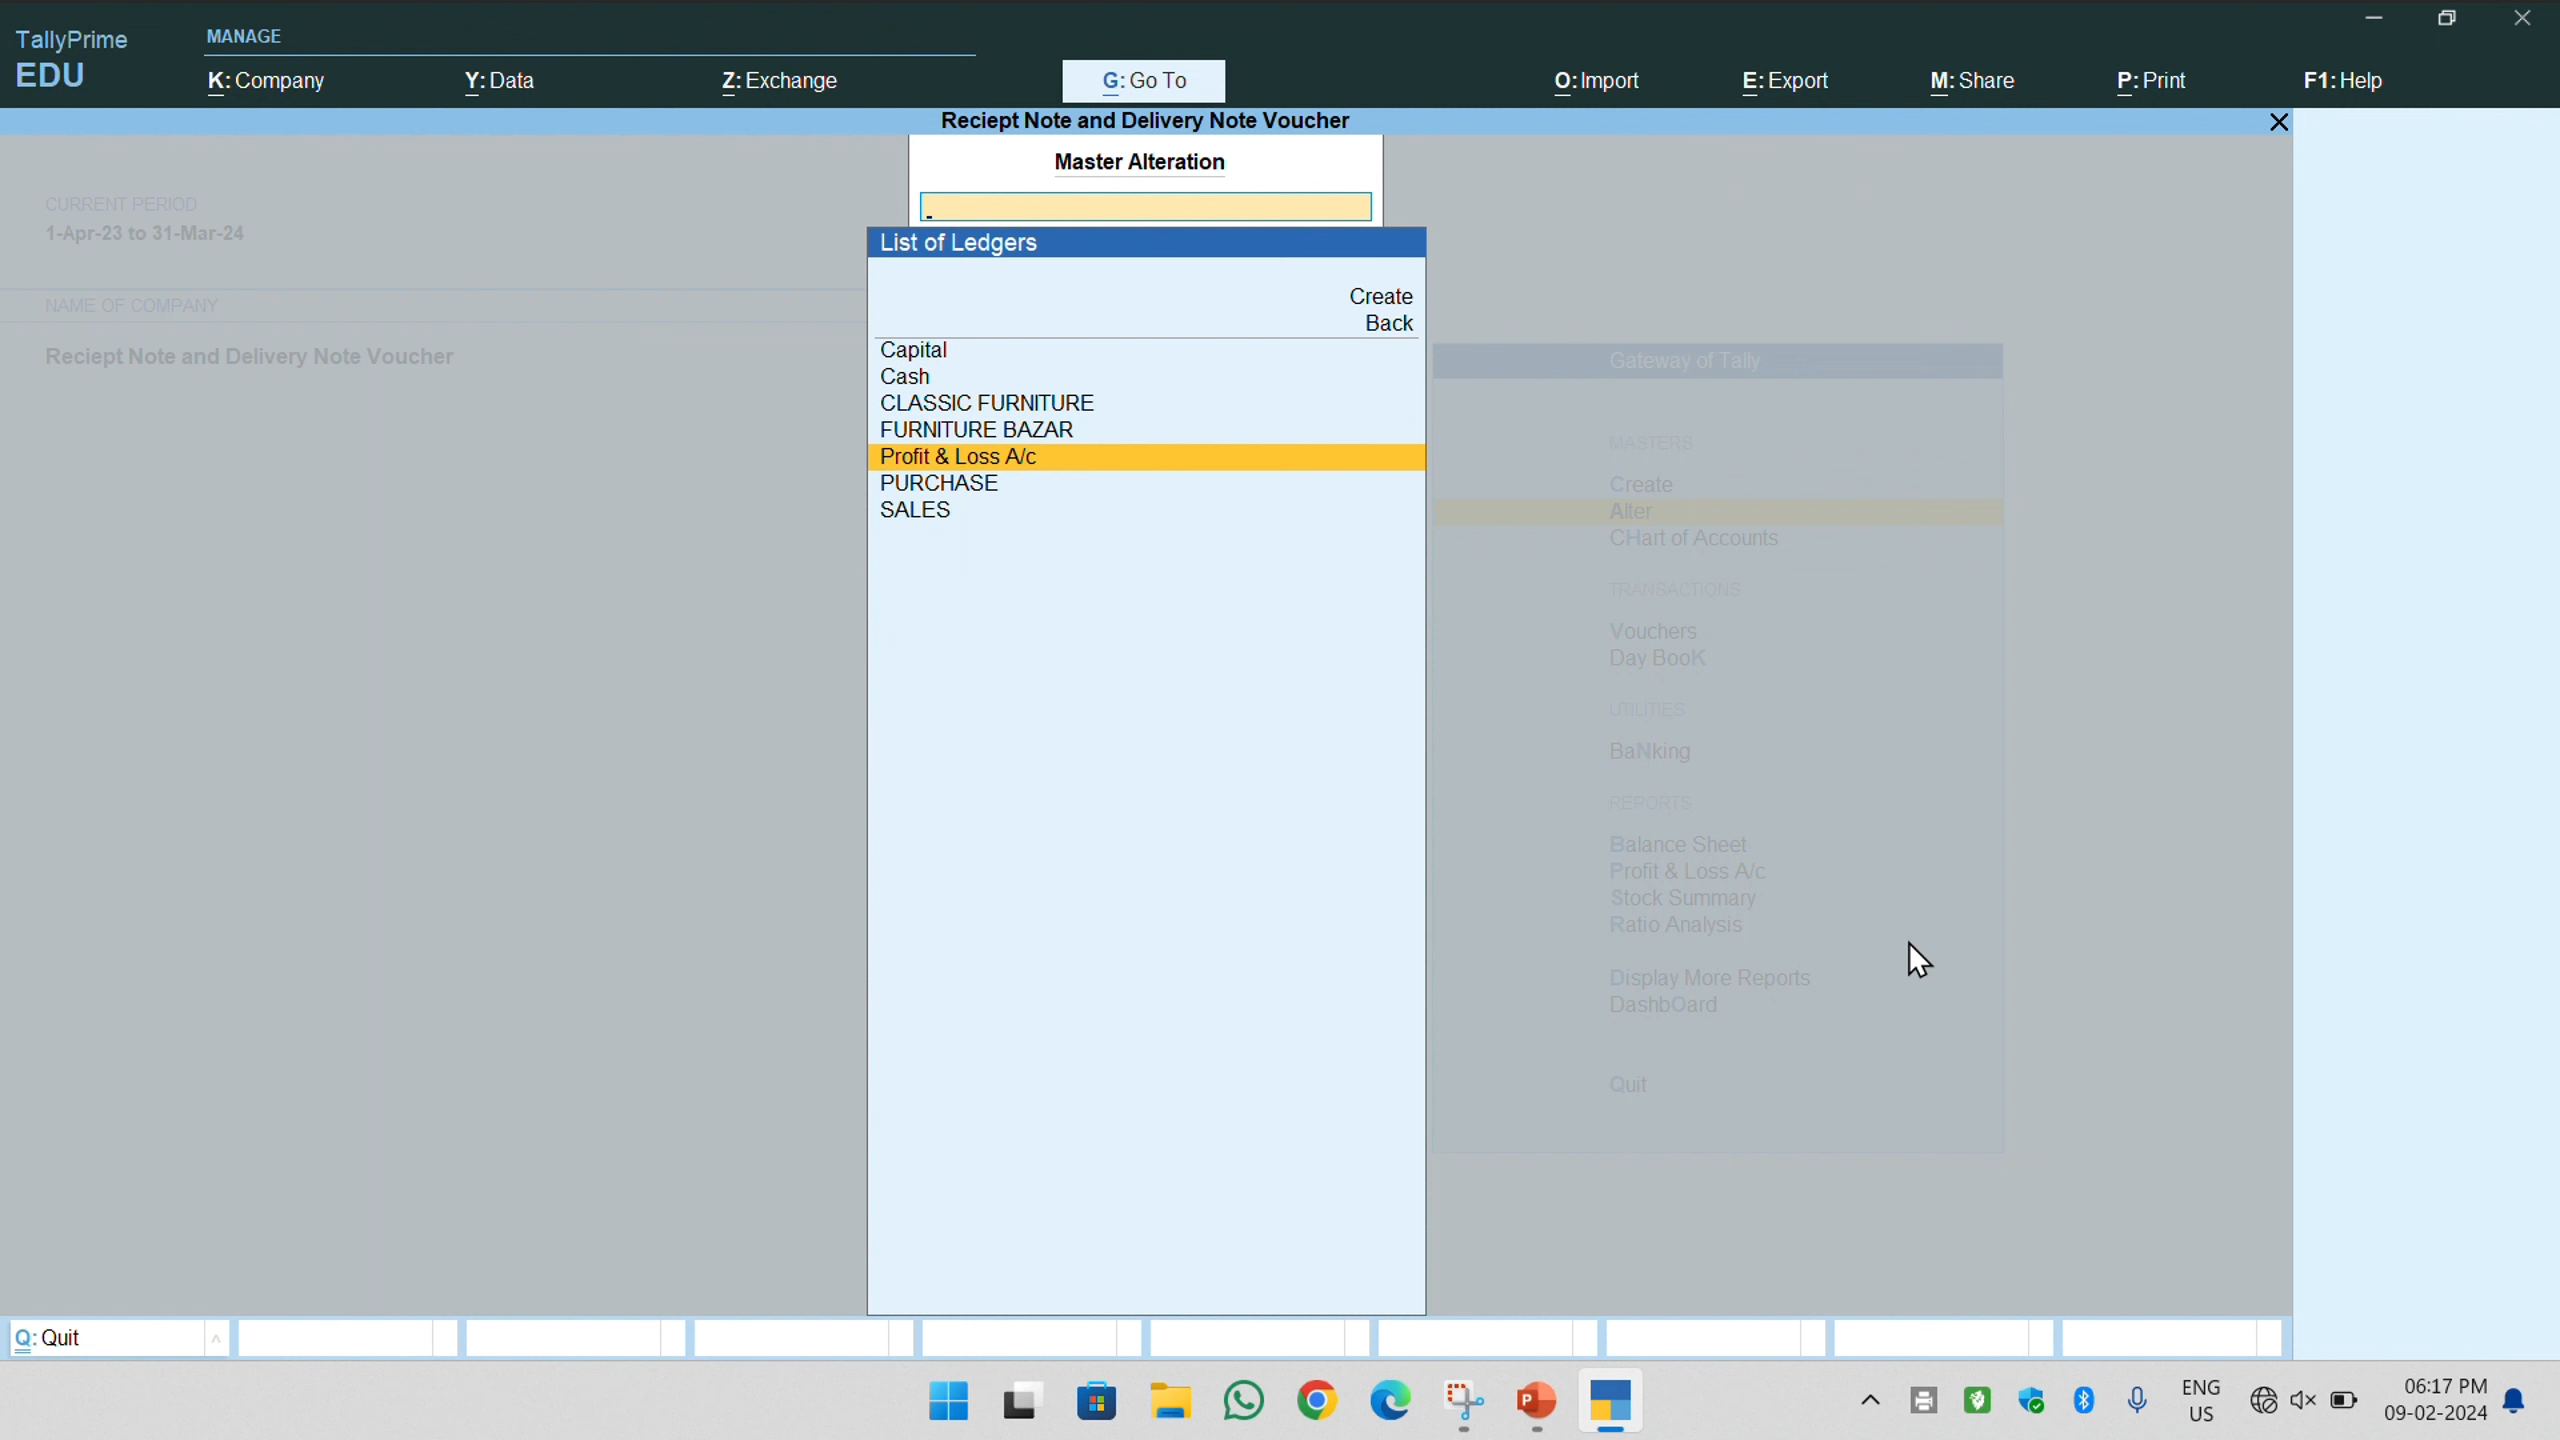 TallyPrime
EDU
MANAGE
K: Company
Y: Data
Z: Exchange
G: Go To
O: Import
E: Export
M: Share
P: Print
F1: Help
Reciept Note and Delivery Note Voucher
Master Alteration
CURRENT PERIOD
1-Apr-23 to 31-Mar-24
NAME OF COMPANY
Reciept Note and Delivery Note Voucher
List of Ledgers
Create
Back
Capital
Cash
CLASSIC FURNITURE
FURNITURE BAZAR
Profit & Loss A/c
PURCHASE
SALES
Gateway of Tally
MASTERS
Create
Alter
CHart of Accounts
TRANSACTIONS
Vouchers
Day BooK
UTILITIES
BaNking
REPORTS
Balance Sheet
Profit & Loss A/c
Stock Summary
Ratio Analysis
Display More Reports
DashbOard
Quit
Q: Quit
ENG
US
06:17 PM
09-02-2024